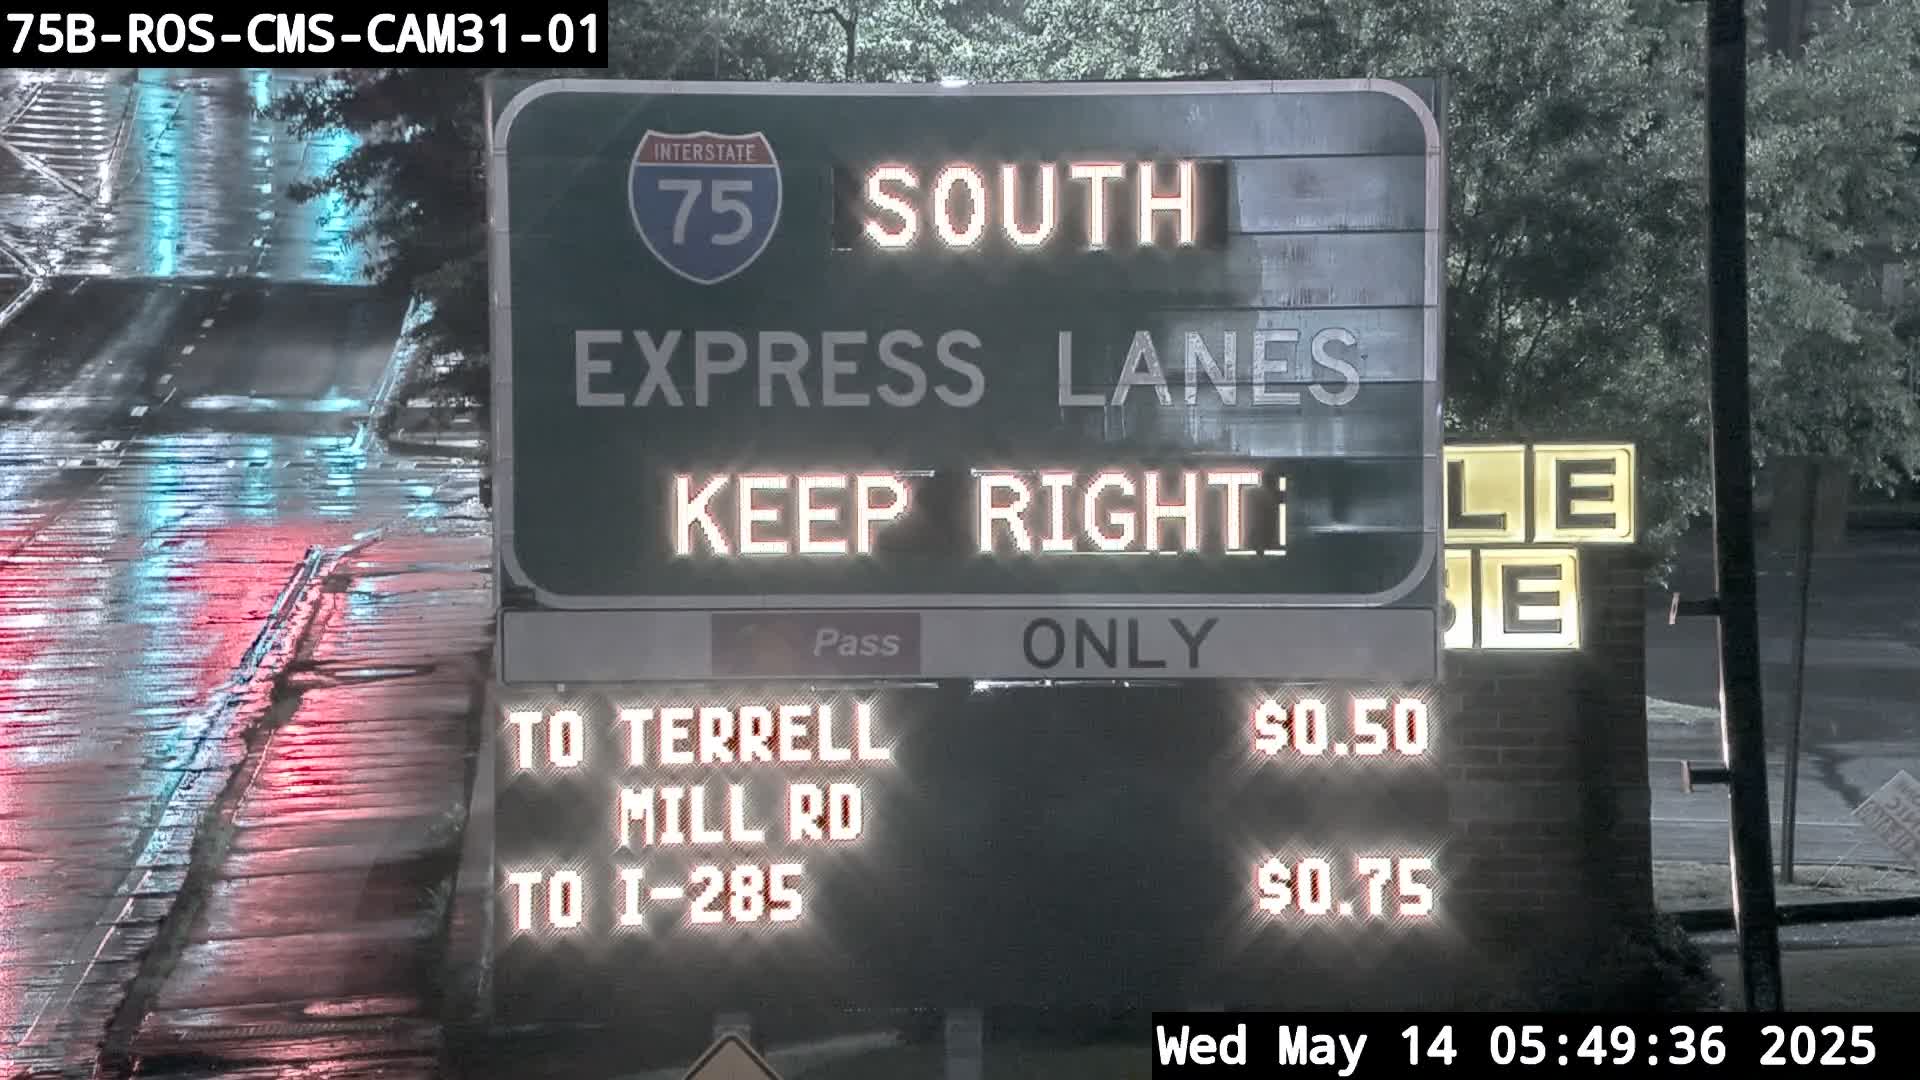 75B-ROS-CMS-CAM31-01
INTERSTATE
75
SOUTH
EXPRESS LANES
KEEP RIGHT
Pass ONLY
TO TERRELL $0.50
MILL RD
TO I-285 $0.75
LE
E
Wed May 14 05:49:36 2025